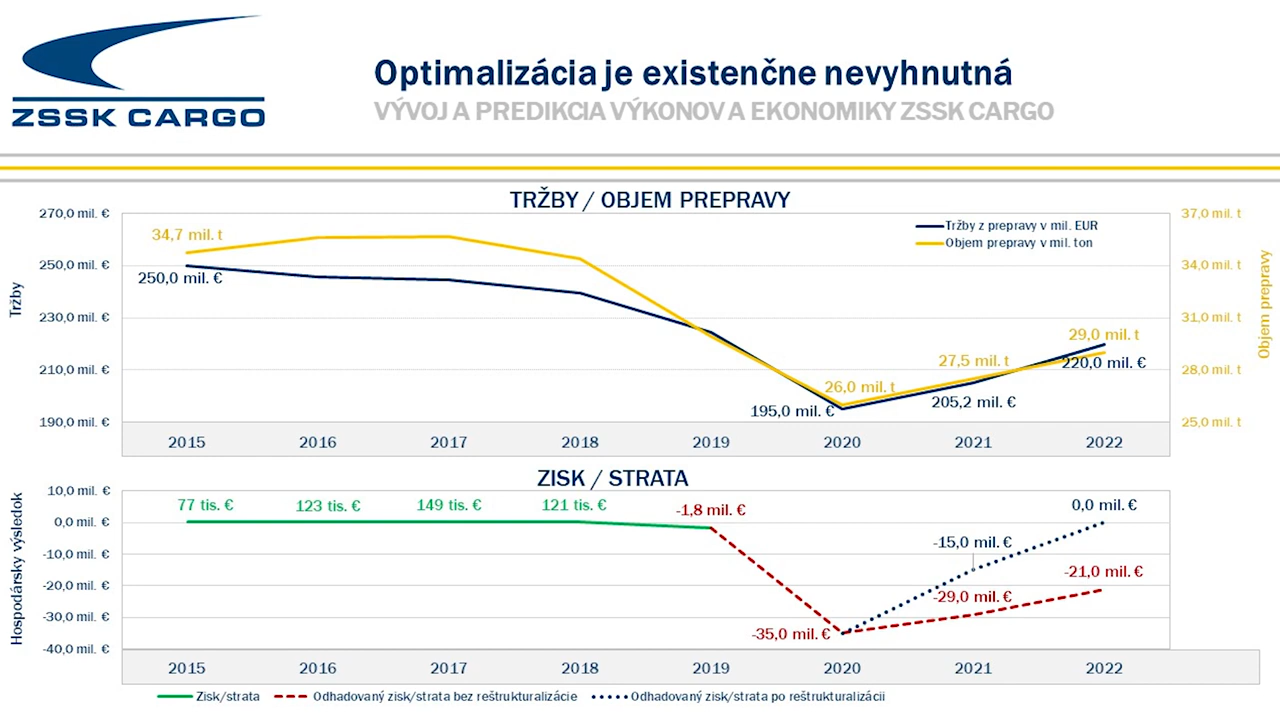 ZSSK CARGO
Optimalizácia je existenčne nevyhnutná
VÝVOJ A PREDIKCIA VÝKONOV A EKONOMIKY ZSSK CARGO
TRŽBY / OBJEM PREPRAVY
Tržby
270,0 mil. €
250,0 mil. €
230,0 mil. €
210,0 mil. €
190,0 mil. €
Tržby z prepravy v mil. EUR
Objem prepravy v mil. ton
34,7 mil. t
250,0 mil. €
26,0 mil. t
195,0 mil. €
27,5 mil. t
205,2 mil. €
29,0 mil. t
220,0 mil. €
37,0 mil. t
34,0 mil. t
31,0 mil. t
28,0 mil. t
25,0 mil. t
Objem prepravy
2015 2016 2017 2018 2019 2020 2021 2022
ZISK / STRATA
Hospodársky výsledok
10,0 mil. €
0,0 mil. €
-10,0 mil. €
-20,0 mil. €
-30,0 mil. €
-40,0 mil. €
77 tis. € 123 tis. € 149 tis. € 121 tis. € -1,8 mil. € 0,0 mil. €
-15,0 mil. €
-21,0 mil. €
-29,0 mil. €
-35,0 mil. €
2015 2016 2017 2018 2019 2020 2021 2022
Zisk/strata Odhadovaný zisk/strata bez reštrukturalizácie Odhadovaný zisk/strata po reštrukturalizácii